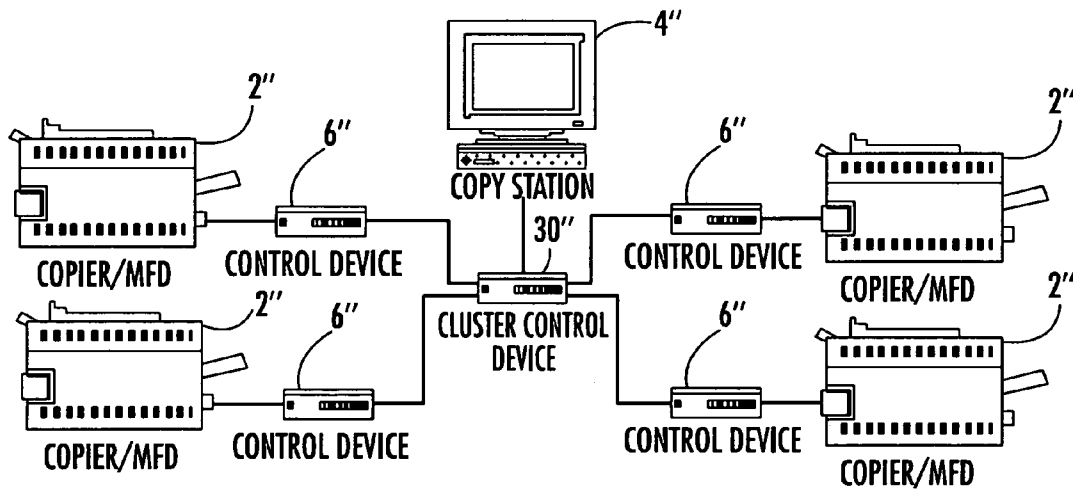 4"
2"
6"
6"
2"
COPY STATION
30"
COPIER/MFD
CONTROL DEVICE
CONTROL DEVICE
COPIER/MFD
2"
6"
CLUSTER CONTROL
DEVICE
6"
2"
COPIER/MFD
CONTROL DEVICE
CONTROL DEVICE
COPIER/MFD